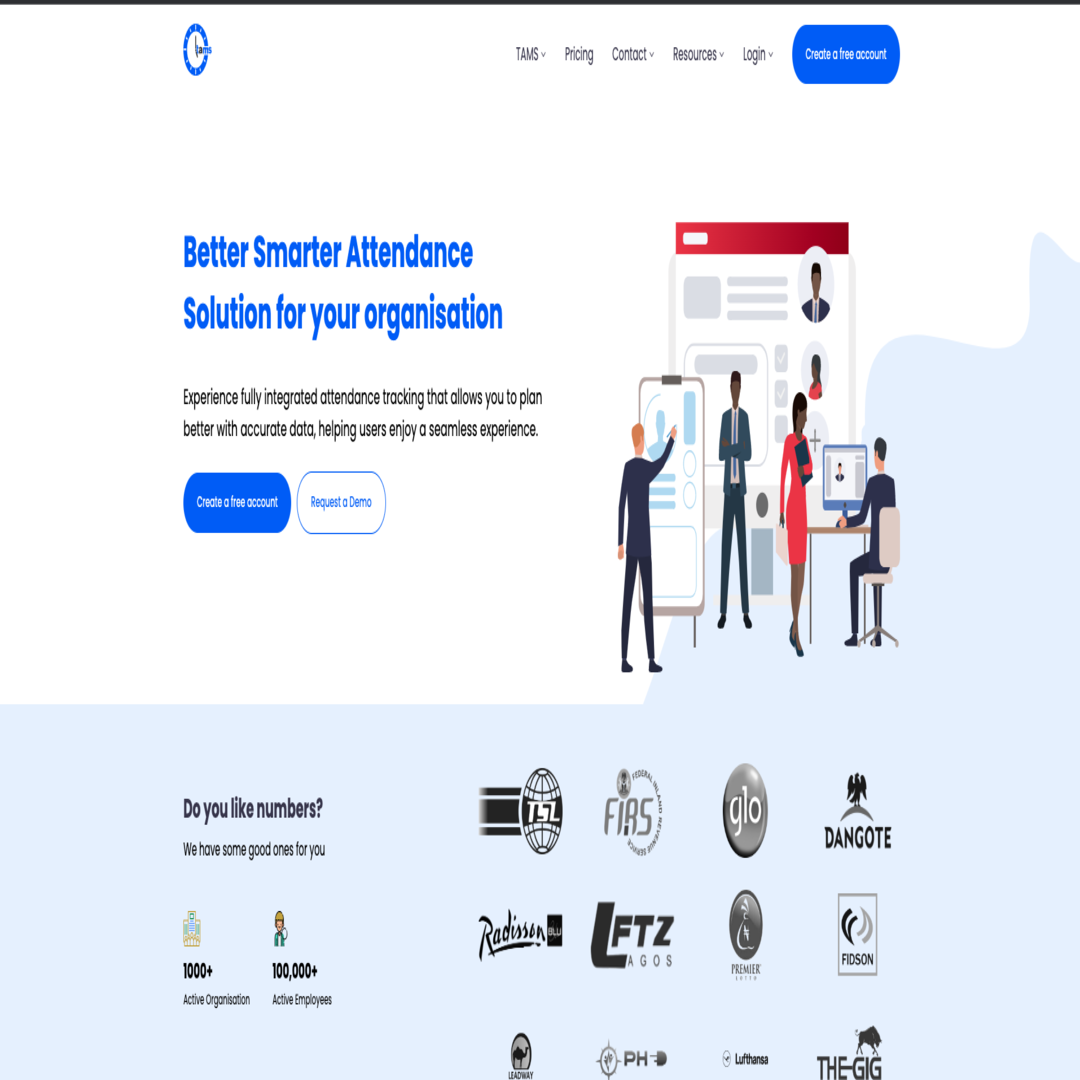 tams
TAMS
Pricing
Contact
Resources
Login
Create a free account
Better Smarter Attendance
Solution for your organisation
Experience fully integrated attendance tracking that allows you to plan
better with accurate data, helping users enjoy a seamless experience.
Create a free account
Request a Demo
Do you like numbers?
We have some good ones for you
1000+
Active Organisation
100,000+
Active Employees
TSL
FEDERAL INLAND REVENUE SERVICE
FIRS
glo
DANGOTE
Radisson
BLU
LFTZ
LAGOS
PREMIER
LOTTO
FIDSON
LEADWAY
PH
Lufthansa
THE-GIG